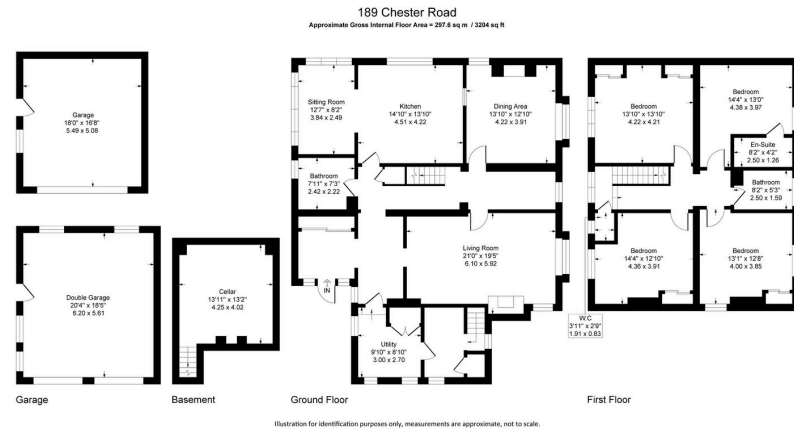 189 Chester Road
Approximate Gross Internal Floor Area = 297.6 sq m / 3204 sq ft
Garage
18'0" x 16'8"
5.49 x 5.08
Double Garage
20'4" x 18'5"
6.20 x 5.61
Garage
Cellar
13'11" x 13'2"
4.25 x 4.02
Basement
Sitting Room
12'7" x 8'2"
3.84 x 2.49
Kitchen
14'10" x 13'10"
4.51 x 4.22
Dining Area
13'10" x 12'10"
4.22 x 3.91
Bathroom
7'11" x 7'3"
2.42 x 2.22
Living Room
21'0" x 19'5"
6.10 x 5.92
IN
Utility
9'10" x 8'10"
3.00 x 2.70
Ground Floor
Bedroom
13'10" x 13'10"
4.22 x 4.21
Bedroom
14'4" x 13'0"
4.38 x 3.97
En-Suite
8'2" x 4'2"
2.50 x 1.26
Bathroom
8'2" x 5'3"
2.50 x 1.59
Bedroom
14'4" x 12'10"
4.36 x 3.91
Bedroom
13'1" x 12'8"
4.00 x 3.85
W.C
3'11" x 2'9"
1.91 x 0.83
First Floor
Illustration for identification purposes only, measurements are approximate, not to scale.